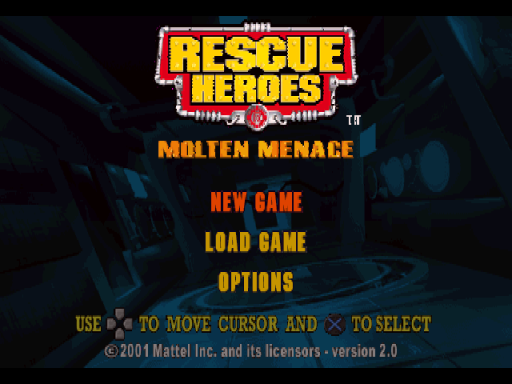 RESCUE
HEROES
TM
MOLTEN MENACE
NEW GAME
LOAD GAME
OPTIONS
USE TO MOVE CURSOR AND TO SELECT
© 2001 Mattel Inc. and its licensors - version 2.0